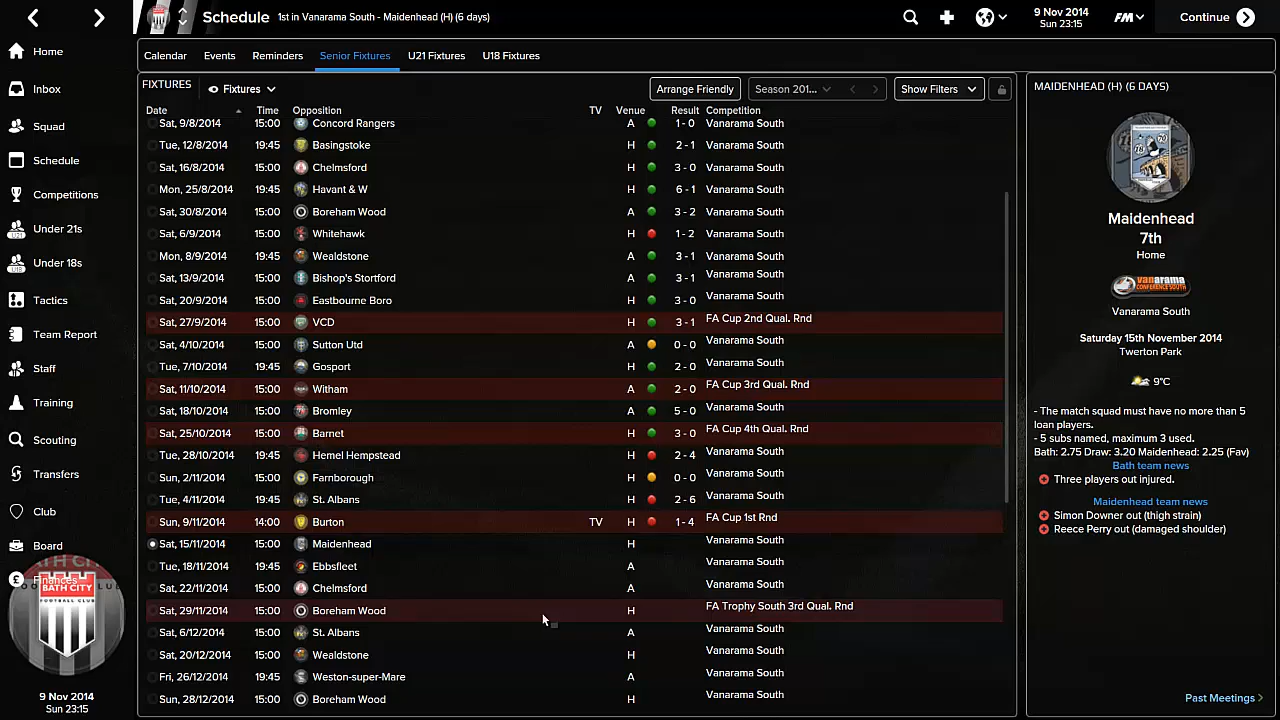 Schedule 1st in Vanarama South - Maidenhead (H) (6 days)
9 Nov 2014
Sun 23:15
FM
Continue
Home
Inbox
Squad
Schedule
Competitions
Under 21s
Under 18s
Tactics
Team Report
Staff
Training
Scouting
Transfers
Club
Board
Finances
BATH CITY
FOOTBALL CLUB
9 Nov 2014
Sun 23:15
Calendar Events Reminders Senior Fixtures U21 Fixtures U18 Fixtures
FIXTURES Fixtures Arrange Friendly Season 201... Show Filters
Date Time Opposition TV Venue Result Competition
Sat, 9/8/2014 15:00 Concord Rangers A 1 - 0 Vanarama South
Tue, 12/8/2014 19:45 Basingstoke H 2 - 1 Vanarama South
Sat, 16/8/2014 15:00 Chelmsford H 3 - 0 Vanarama South
Mon, 25/8/2014 19:45 Havant & W H 6 - 1 Vanarama South
Sat, 30/8/2014 15:00 Boreham Wood A 3 - 2 Vanarama South
Sat, 6/9/2014 15:00 Whitehawk H 1 - 2 Vanarama South
Mon, 8/9/2014 19:45 Wealdstone A 3 - 1 Vanarama South
Sat, 13/9/2014 15:00 Bishop's Stortford A 3 - 1 Vanarama South
Sat, 20/9/2014 15:00 Eastbourne Boro H 3 - 0 Vanarama South
Sat, 27/9/2014 15:00 VCD H 3 - 1 FA Cup 2nd Qual. Rnd
Sat, 4/10/2014 15:00 Sutton Utd A 0 - 0 Vanarama South
Tue, 7/10/2014 19:45 Gosport H 2 - 0 Vanarama South
Sat, 11/10/2014 15:00 Witham A 2 - 0 FA Cup 3rd Qual. Rnd
Sat, 18/10/2014 15:00 Bromley A 5 - 0 Vanarama South
Sat, 25/10/2014 15:00 Barnet H 3 - 0 FA Cup 4th Qual. Rnd
Tue, 28/10/2014 19:45 Hemel Hempstead H 2 - 4 Vanarama South
Sun, 2/11/2014 15:00 Farnborough H 0 - 0 Vanarama South
Tue, 4/11/2014 19:45 St. Albans H 2 - 6 Vanarama South
Sun, 9/11/2014 14:00 Burton TV H 1 - 4 FA Cup 1st Rnd
Sat, 15/11/2014 15:00 Maidenhead H Vanarama South
Tue, 18/11/2014 19:45 Ebbsfleet A Vanarama South
Sat, 22/11/2014 15:00 Chelmsford A Vanarama South
Sat, 29/11/2014 15:00 Boreham Wood H FA Trophy South 3rd Qual. Rnd
Sat, 6/12/2014 15:00 St. Albans A Vanarama South
Sat, 20/12/2014 15:00 Wealdstone H Vanarama South
Fri, 26/12/2014 19:45 Weston-super-Mare A Vanarama South
Sun, 28/12/2014 15:00 Boreham Wood H Vanarama South
MAIDENHEAD (H) (6 DAYS)
18 70
Maidenhead
7th
Home
vanarama
CONFERENCE SOUTH
Vanarama South
Saturday 15th November 2014
Twerton Park
9°C
- The match squad must have no more than 5
loan players.
- 5 subs named, maximum 3 used.
Bath: 2.75 Draw: 3.20 Maidenhead: 2.25 (Fav)
Bath team news
Three players out injured.
Maidenhead team news
Simon Downer out (thigh strain)
Reece Perry out (damaged shoulder)
Past Meetings >